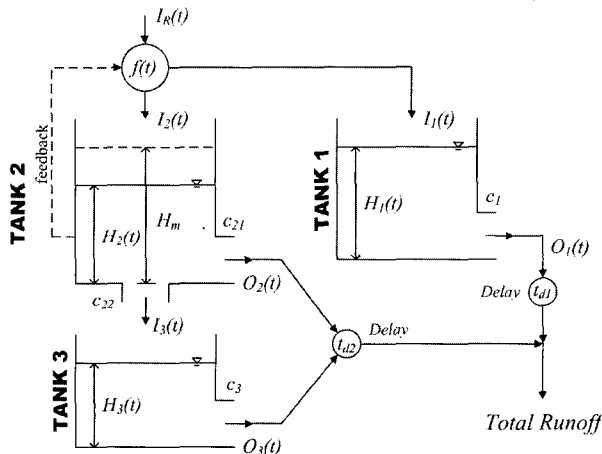 I_R(t)
f(t)
I_2(t)
I_1(t)
feedback
TANK 2
TANK 1
H_2(t)
H_m
c_21
H_1(t)
c_1
O_1(t)
c_22
O_2(t)
Delay
t_d1
I_3(t)
Delay
t_d2
TANK 3
H_3(t)
c_3
O_3(t)
Total Runoff